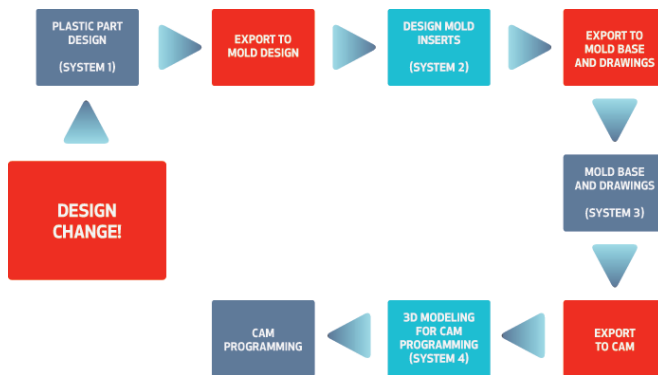 PLASTIC PART
DESIGN
(SYSTEM 1)
EXPORT TO
MOLD DESIGN
DESIGN MOLD
INSERTS
(SYSTEM 2)
EXPORT TO
MOLD BASE
AND DRAWINGS
MOLD BASE
AND DRAWINGS
(SYSTEM 3)
DESIGN
CHANGE!
CAM
PROGRAMMING
3D MODELING
FOR CAM
PROGRAMMING
(SYSTEM 4)
EXPORT
TO CAM